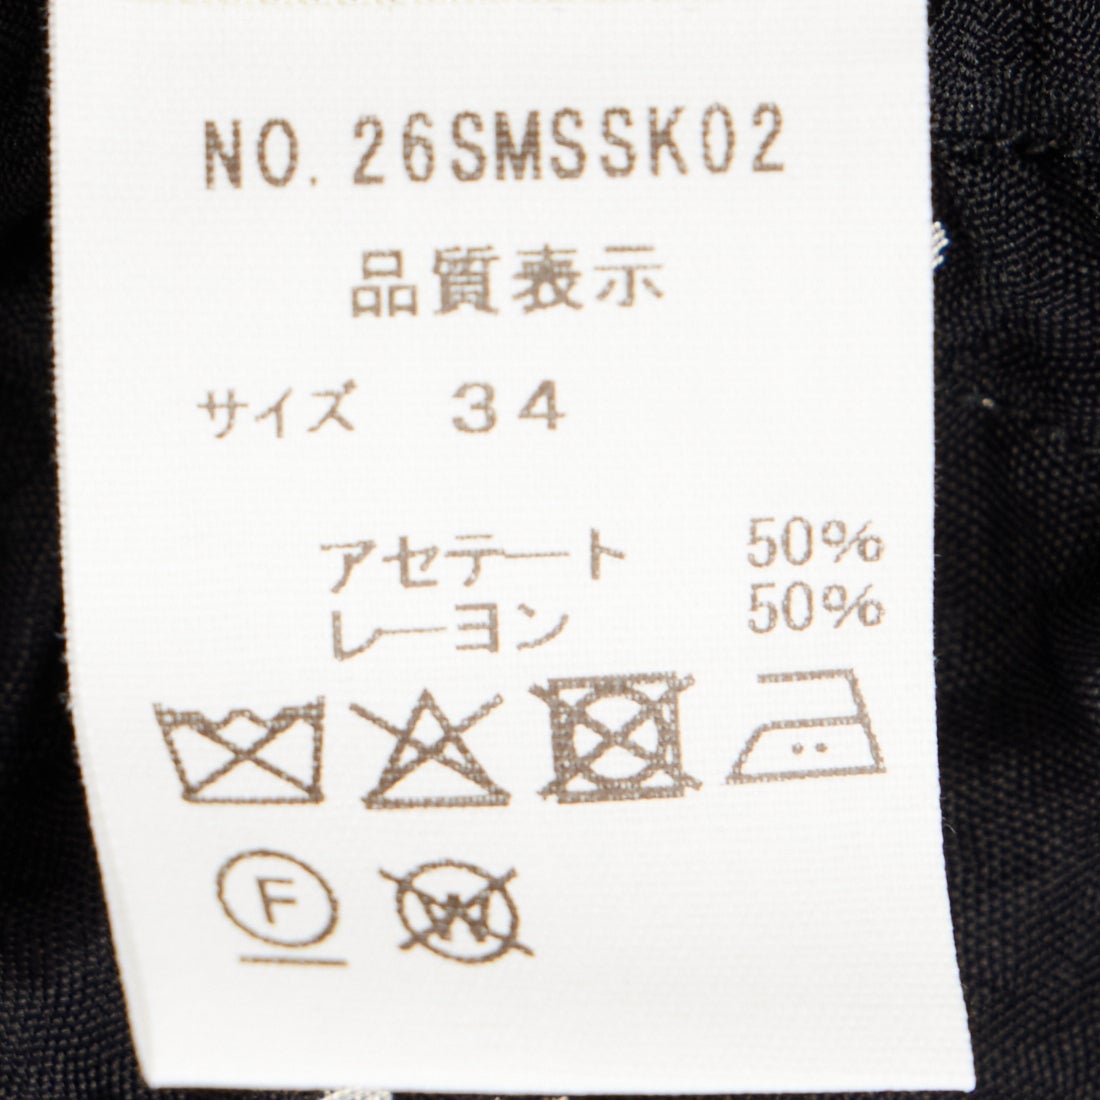 NO. 26SMSSK02
品質表示
サイズ 34
アセテート 50%
レーヨン 50%
F
W